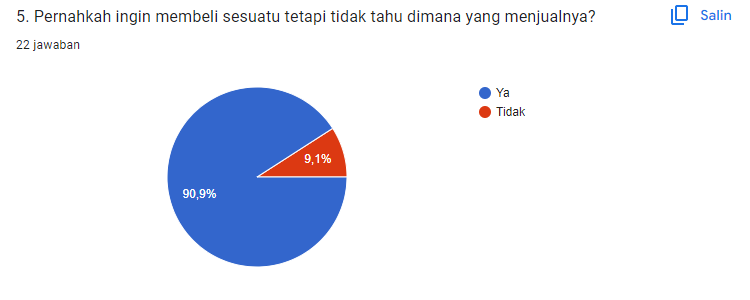 5. Pernahkah ingin membeli sesuatu tetapi tidak tahu dimana yang menjualnya?
Salin
22 jawaban
Ya
Tidak
9,1%
90,9%